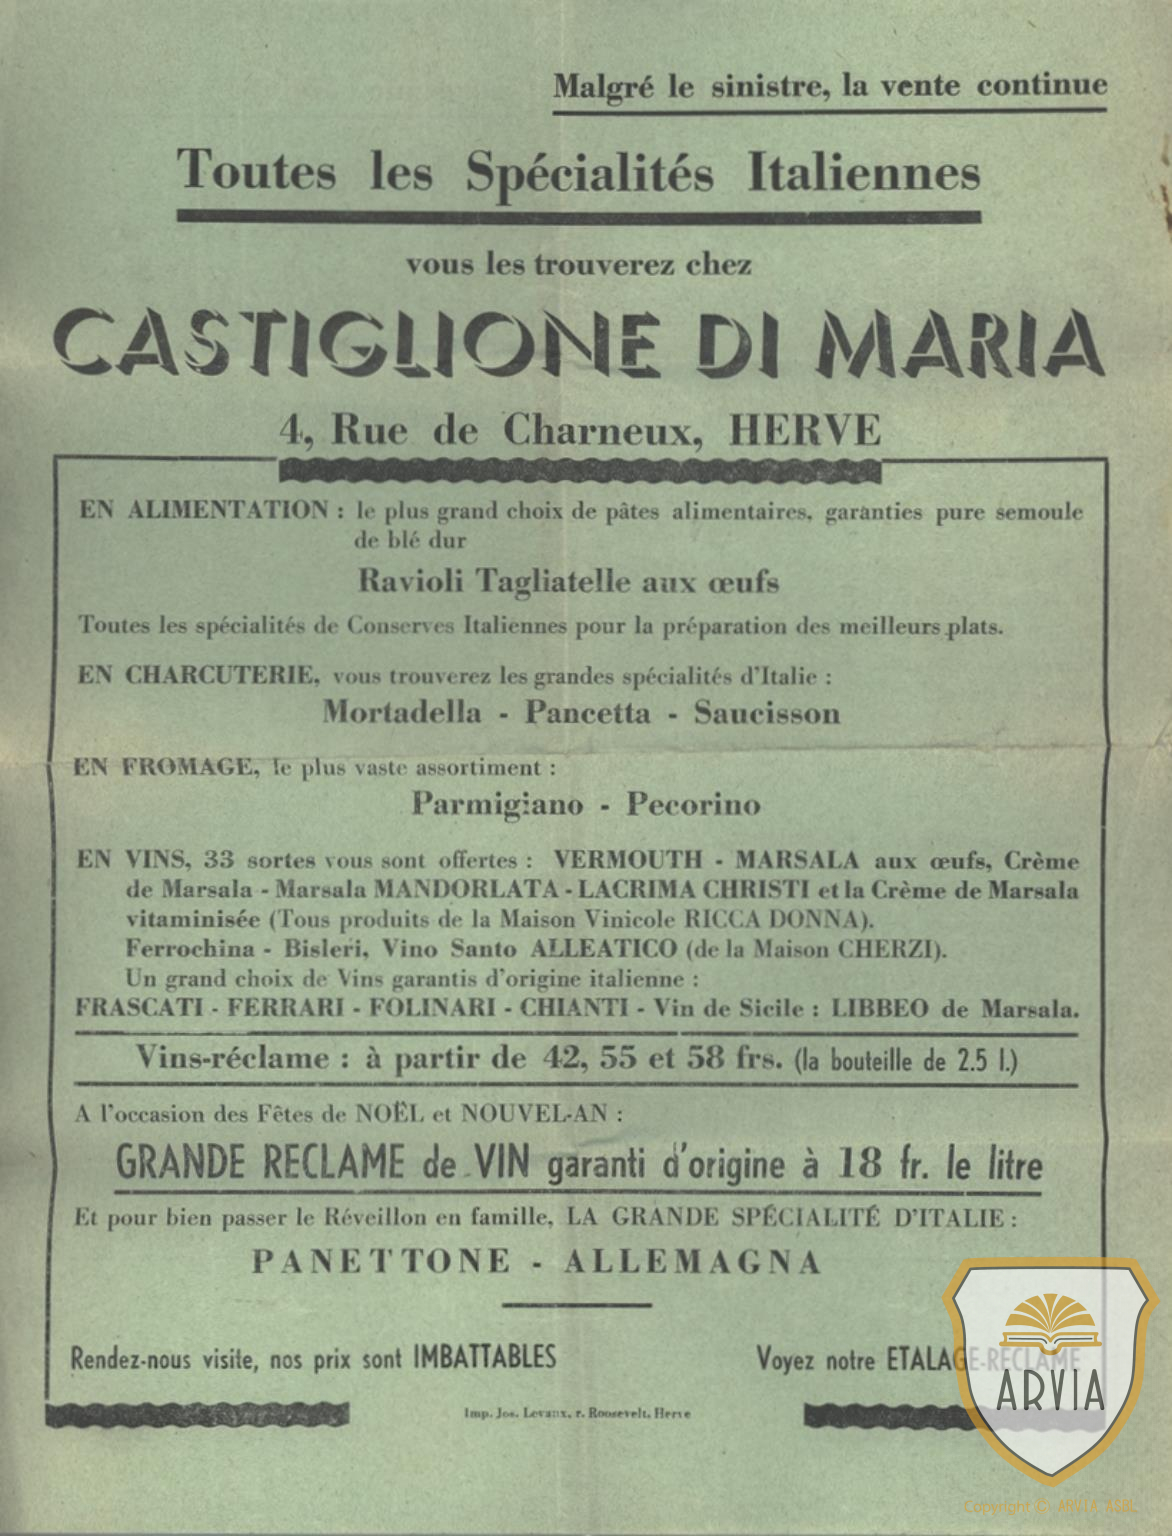 Malgré le sinistre, la vente continue
Toutes les Spécialités Italiennes
vous les trouverez chez
CASTIGLIONE DI MARIA
4, Rue de Charneux, HERVE
EN ALIMENTATION : le plus grand choix de pâtes alimentaires, garanties pure semoule
de blé dur
Ravioli Tagliatelle aux œufs
Toutes les spécialités de Conserves Italiennes pour la préparation des meilleurs plats.
EN CHARCUTERIE, vous trouverez les grandes spécialités d'Italie :
Mortadella - Pancetta - Saucisson
EN FROMAGE, le plus vaste assortiment :
Parmigiano - Pecorino
EN VINS, 33 sortes vous sont offertes : VERMOUTH - MARSALA aux œufs, Crème
de Marsala - Marsala MANDORLATA - LACRIMA CHRISTI et la Crème de Marsala
vitaminisée (Tous produits de la Maison Vinicole RICCA DONNA).
Ferrochina - Bisleri, Vino Santo ALLEATICO (de la Maison CHERZI).
Un grand choix de Vins garantis d'origine italienne :
FRASCATI - FERRARI - FOLINARI - CHIANTI - Vin de Sicile : LIBBEO de Marsala.
Vins-réclame : à partir de 42, 55 et 58 frs. (la bouteille de 2.5 l.)
A l'occasion des Fêtes de NOËL et NOUVEL-AN :
GRANDE RECLAME de VIN garanti d'origine à 18 fr. le litre
Et pour bien passer le Réveillon en famille, LA GRANDE SPÉCIALITÉ D'ITALIE :
PANETTONE - ALLEMAGNA
Rendez-nous visite, nos prix sont IMBATTABLES
Voyez notre ETALAGE-RECLAME
ARVIA
Imp. Jos. Levaux, r. Roosevelt, Herve
Copyright © ARVIA ASBL